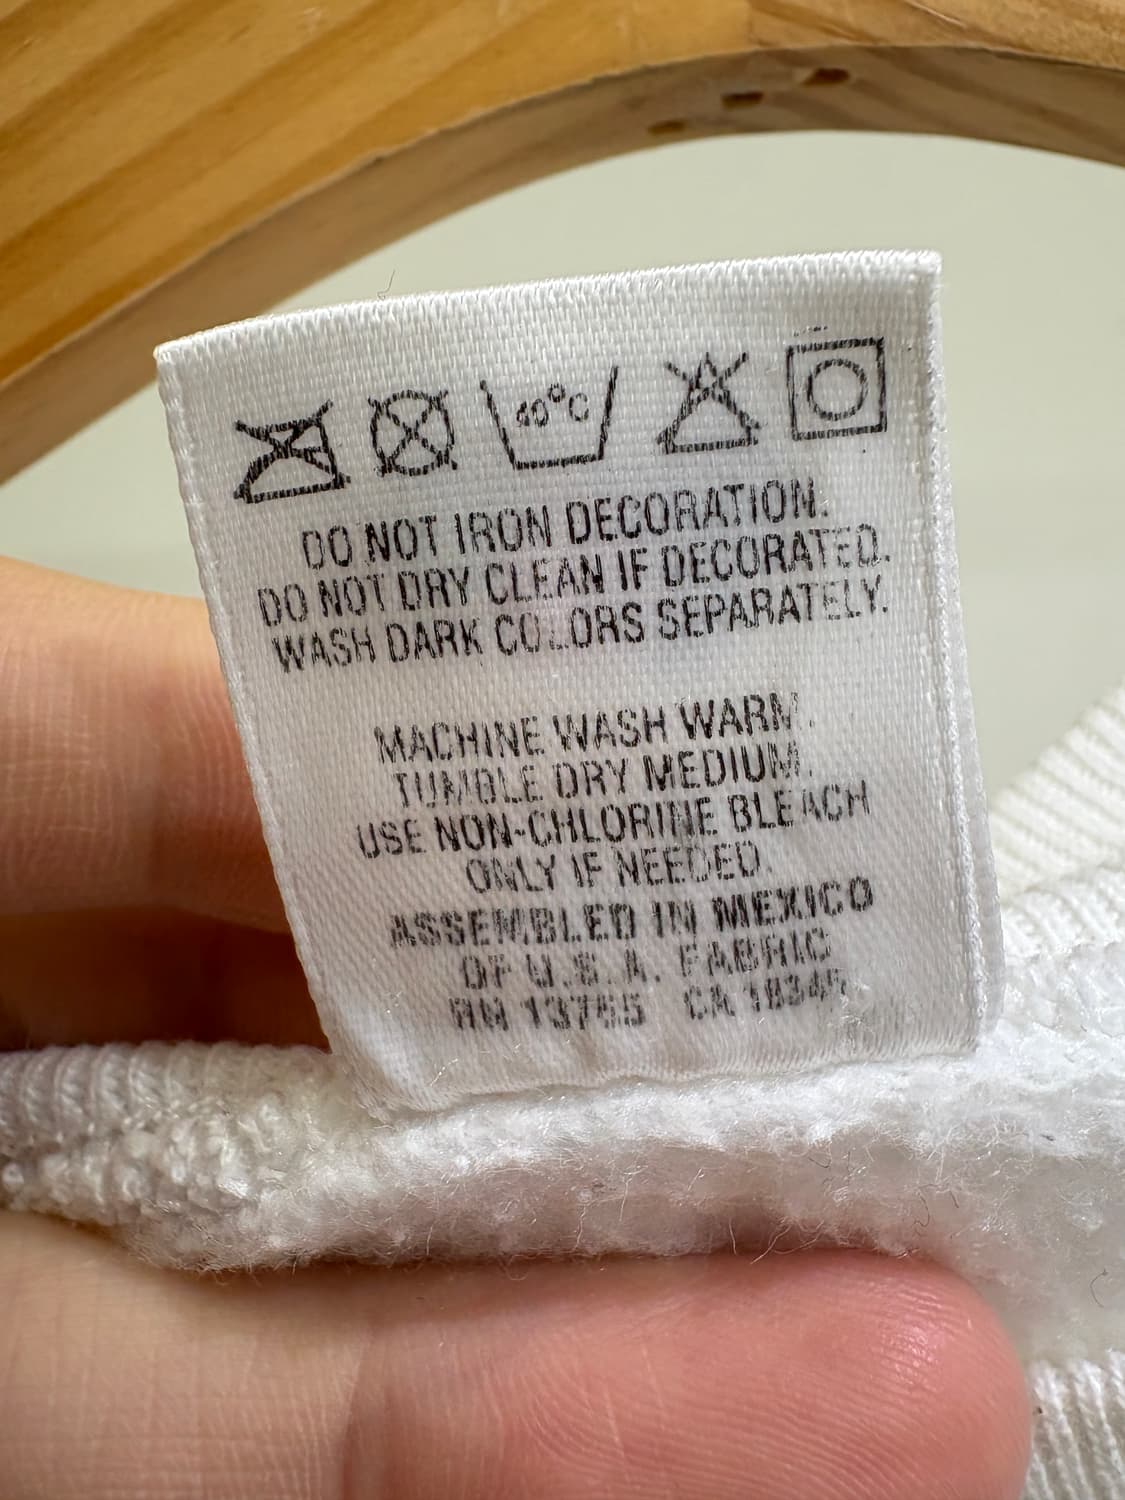 40°C
DO NOT IRON DECORATION.
DO NOT DRY CLEAN IF DECORATED.
WASH DARK COLORS SEPARATELY.
MACHINE WASH WARM.
TUMBLE DRY MEDIUM.
USE NON-CHLORINE BLEACH
ONLY IF NEEDED.
ASSEMBLED IN MEXICO
OF U.S.A. FABRIC
RN 13765 CA